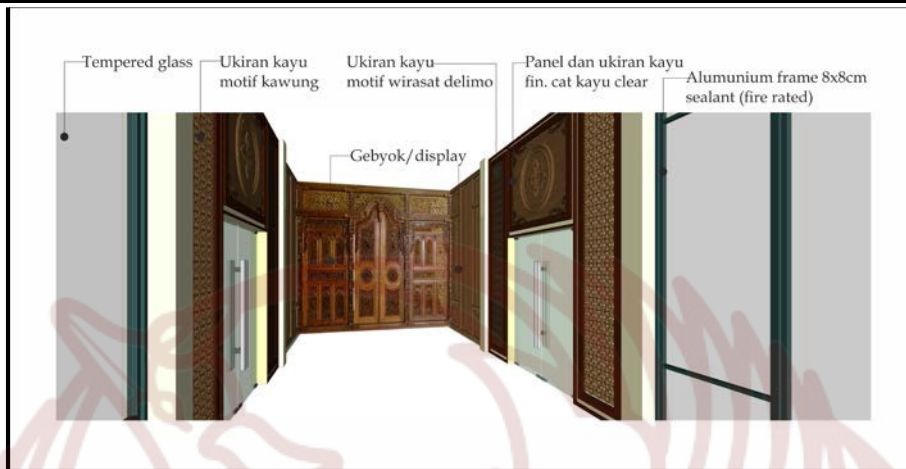 Tempered glass
Ukiran kayu
motif kawung
Ukiran kayu
motif wirasat delimo
Panel dan ukiran kayu
fin. cat kayu clear
Alumunium frame 8x8cm
sealant (fire rated)
Gebyok/display